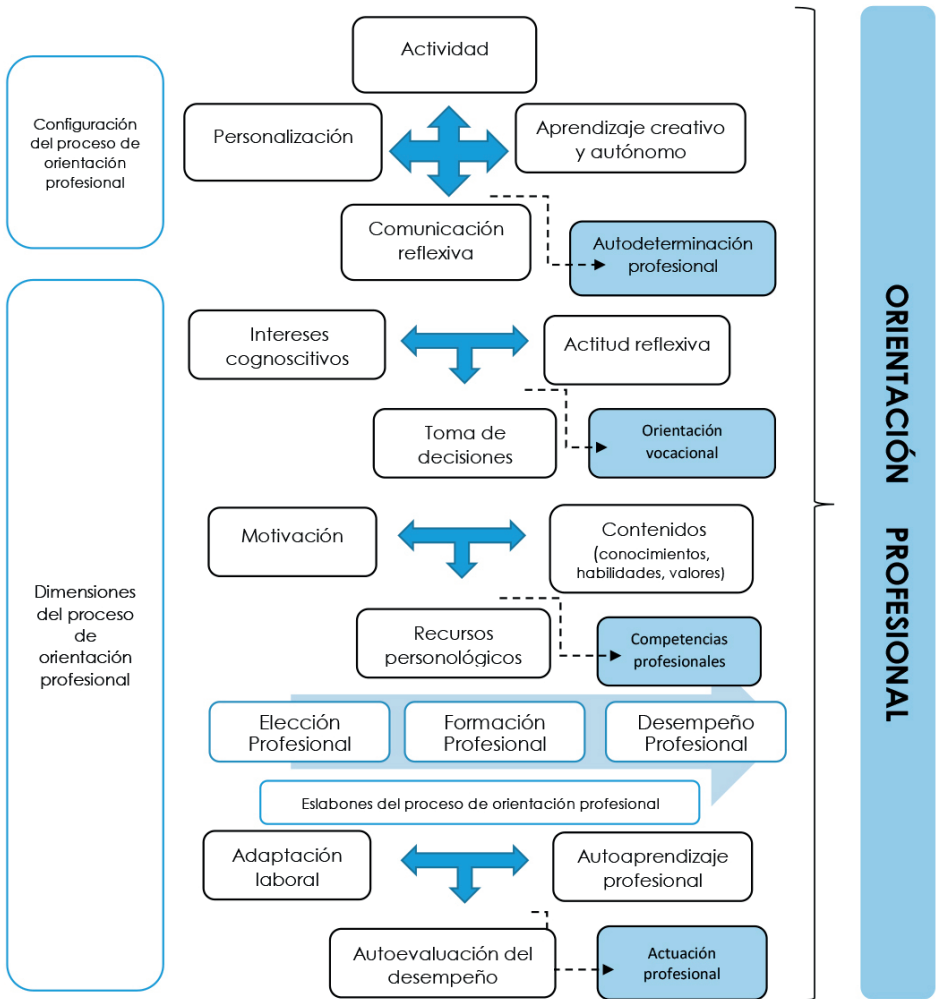 Actividad
Configuración
del proceso de
orientación
profesional
Personalización
Aprendizaje creativo
y autónomo
Comunicación
reflexiva
Autodeterminación
profesional
Intereses
cognoscitivos
Actitud reflexiva
Toma de
decisiones
Orientación
vocacional
Motivación
Contenidos
(conocimientos,
habilidades, valores)
Dimensiones
del proceso
de
orientación
profesional
Recursos
personológicos
Competencias
profesionales
Elección
Profesional
Formación
Profesional
Desempeño
Profesional
Eslabones del proceso de orientación profesional
Adaptación
laboral
Autoaprendizaje
profesional
Autoevaluación del
desempeño
Actuación
profesional
ORIENTACIÓN PROFESIONAL